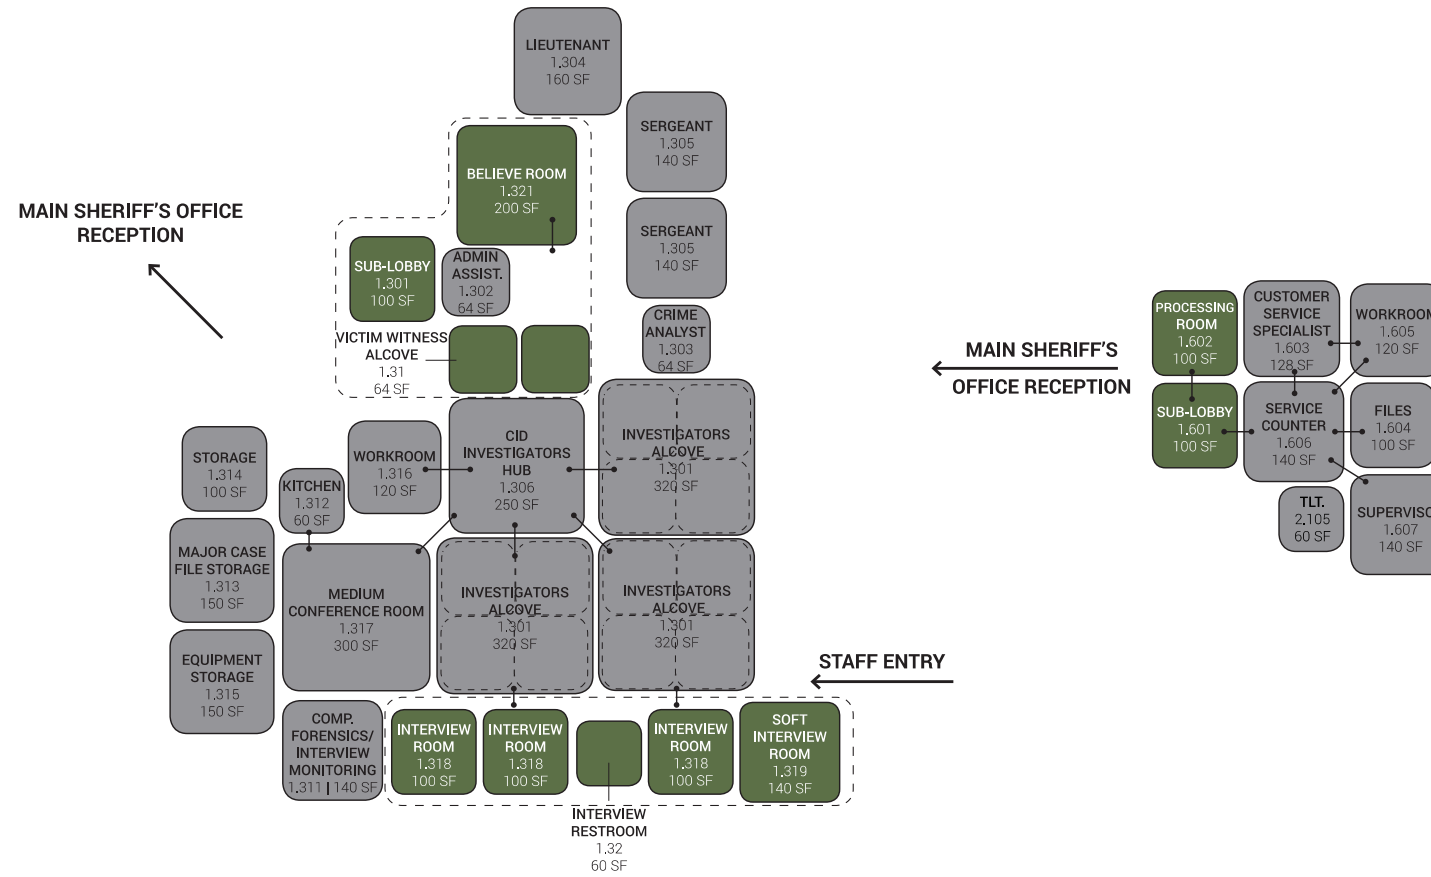 LIEUTENANT
1.304
160 SF
SERGEANT
1.305
140 SF
BELIEVE ROOM
1.321
200 SF
MAIN SHERIFF'S OFFICE
RECEPTION
SERGEANT
1.305
140 SF
SUB-LOBBY
1.301
100 SF
ADMIN
ASSIST.
1.302
64 SF
CRIME
ANALYST
1.303
64 SF
VICTIM WITNESS
ALCOVE
1.31
64 SF
MAIN SHERIFF'S
OFFICE RECEPTION
PROCESSING
ROOM
1.602
100 SF
CUSTOMER
SERVICE
SPECIALIST
1.603
128 SF
WORKROOM
1.605
120 SF
SUB-LOBBY
1.601
100 SF
SERVICE
COUNTER
1.606
140 SF
FILES
1.604
100 SF
TLT.
2.105
60 SF
SUPERVISO
1.607
140 SF
STORAGE
1.314
100 SF
KITCHEN
1.312
60 SF
WORKROOM
1.316
120 SF
CID
INVESTIGATORS
HUB
1.306
250 SF
INVESTIGATORS
ALCOVE
1.301
320 SF
MAJOR CASE
FILE STORAGE
1.313
150 SF
MEDIUM
CONFERENCE ROOM
1.317
300 SF
INVESTIGATORS
ALCOVE
1.301
320 SF
INVESTIGATORS
ALCOVE
1.301
320 SF
EQUIPMENT
STORAGE
1.315
150 SF
STAFF ENTRY
COMP.
FORENSICS/
INTERVIEW
MONITORING
1.311 | 140 SF
INTERVIEW
ROOM
1.318
100 SF
INTERVIEW
ROOM
1.318
100 SF
INTERVIEW
ROOM
1.318
100 SF
SOFT
INTERVIEW
ROOM
1.319
140 SF
INTERVIEW
RESTROOM
1.32
60 SF